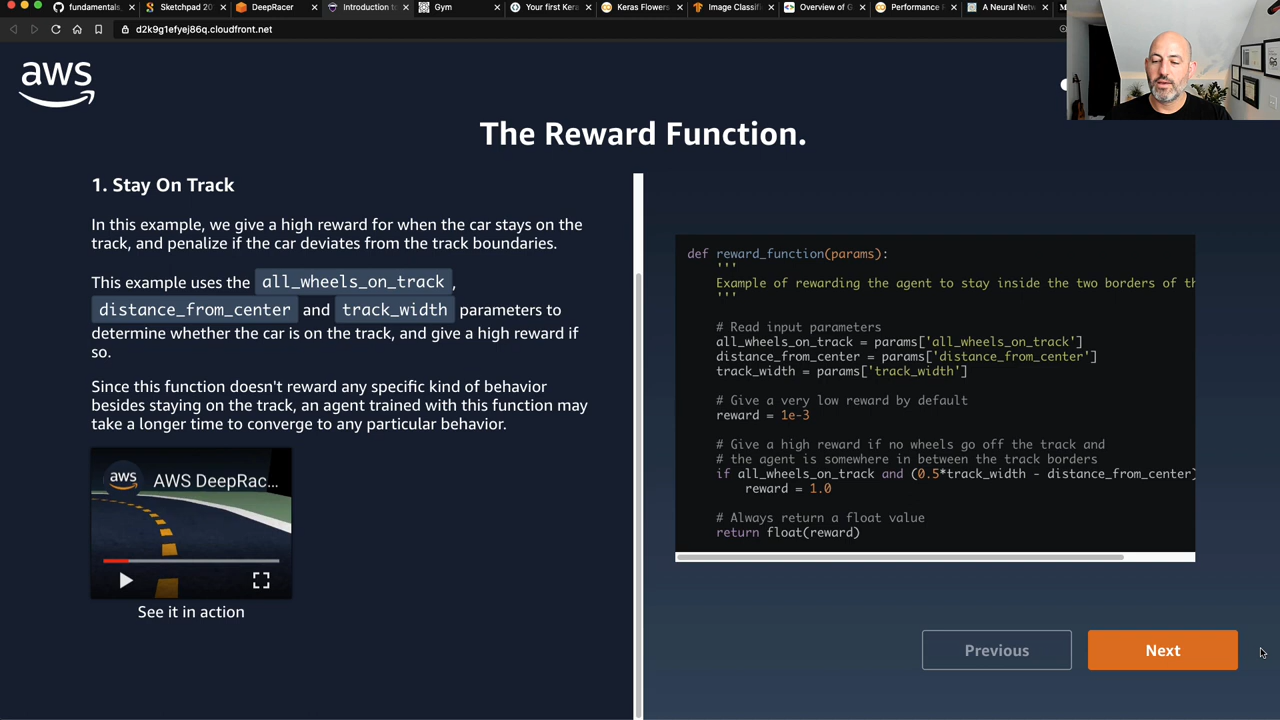 fundamentals,
Sketchpad 20
DeepRacer
Introduction to
Gym
Your first Kera
Keras Flowers
Image Classifi
Overview of G
Performance F
A Neural Netw
d2k9g1efyej86q.cloudfront.net
aws
The Reward Function.
1. Stay On Track
In this example, we give a high reward for when the car stays on the
track, and penalize if the car deviates from the track boundaries.
This example uses the all_wheels_on_track ,
distance_from_center and track_width parameters to
determine whether the car is on the track, and give a high reward if
so.
Since this function doesn't reward any specific kind of behavior
besides staying on the track, an agent trained with this function may
take a longer time to converge to any particular behavior.
aws AWS DeepRac...
See it in action
def reward_function(params):
'''
Example of rewarding the agent to stay inside the two borders of th
'''
# Read input parameters
all_wheels_on_track = params['all_wheels_on_track']
distance_from_center = params['distance_from_center']
track_width = params['track_width']
# Give a very low reward by default
reward = 1e-3
# Give a high reward if no wheels go off the track and
# the agent is somewhere in between the track borders
if all_wheels_on_track and (0.5*track_width - distance_from_center)
reward = 1.0
# Always return a float value
return float(reward)
Previous
Next